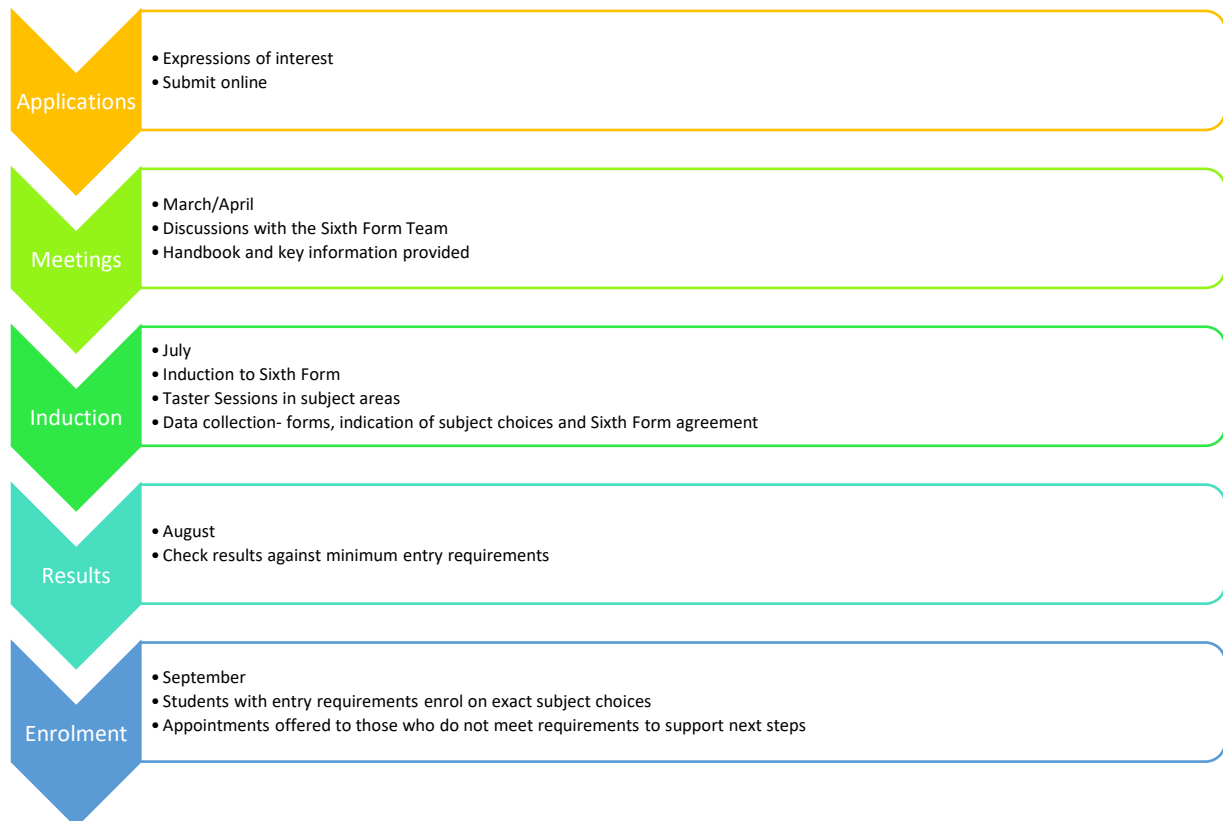 Applications
• Expressions of interest
• Submit online
Meetings
• March/April
• Discussions with the Sixth Form Team
• Handbook and key information provided
Induction
• July
• Induction to Sixth Form
• Taster Sessions in subject areas
• Data collection- forms, indication of subject choices and Sixth Form agreement
Results
• August
• Check results against minimum entry requirements
Enrolment
• September
• Students with entry requirements enrol on exact subject choices
• Appointments offered to those who do not meet requirements to support next steps